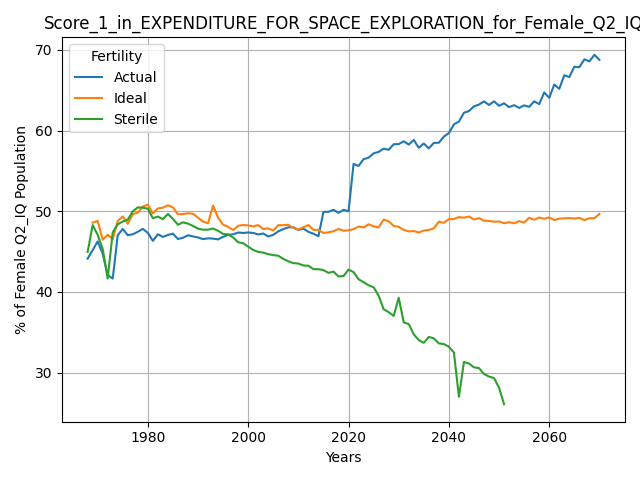 Score_1_in_EXPENDITURE_FOR_SPACE_EXPLORATION_for_Female_Q2_IQ
70
60
50
40
30
% of Female Q2_IQ Population
Fertility
Actual
Ideal
Sterile
1980 2000 2020 2040 2060
Years